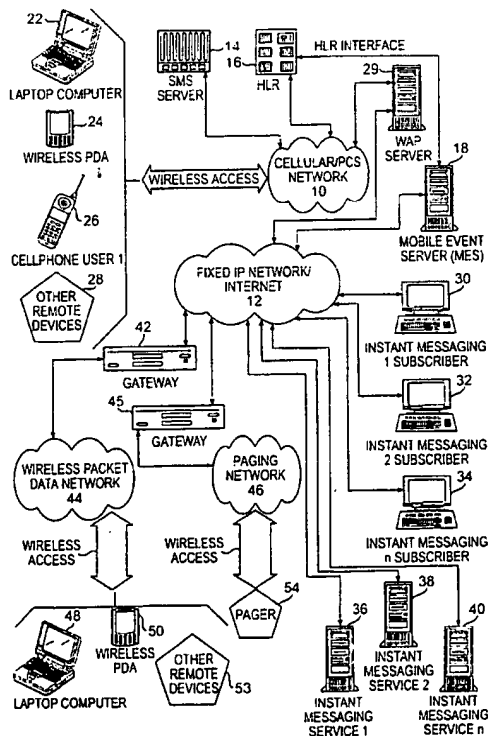 22
LAPTOP COMPUTER
24
WIRELESS PDA
26
CELLPHONE USER 1
28
OTHER
REMOTE
DEVICES
14
SMS
SERVER
16
HLR
HLR INTERFACE
29
WAP
SERVER
18
MOBILE EVENT
SERVER (MES)
WIRELESS ACCESS
CELLULAR/PCS
NETWORK
10
FIXED IP NETWORK/
INTERNET
12
30
INSTANT MESSAGING
1 SUBSCRIBER
32
INSTANT MESSAGING
2 SUBSCRIBER
34
INSTANT MESSAGING
n SUBSCRIBER
42
GATEWAY
45
GATEWAY
WIRELESS PACKET
DATA NETWORK
44
PAGING
NETWORK
46
WIRELESS
ACCESS
WIRELESS
ACCESS
48
LAPTOP COMPUTER
50
WIRELESS
PDA
OTHER
REMOTE
DEVICES
53
PAGER
54
36
INSTANT
MESSAGING
SERVICE 1
38
INSTANT
MESSAGING
SERVICE 2
40
INSTANT
MESSAGING
SERVICE n